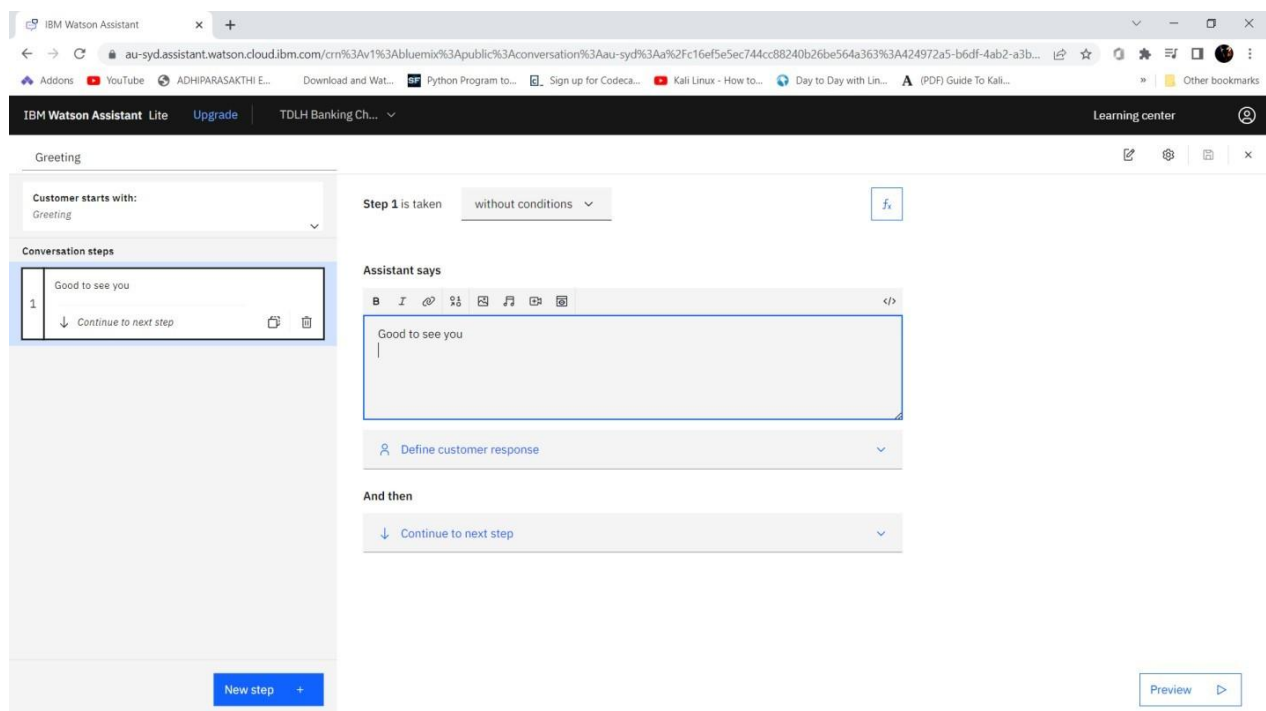 IBM Watson Assistant
au-syd.assistant.watson.cloud.ibm.com/crn%3Av1%3Abluemix%3Apublic%3Aconversation%3Aau-syd%3Aa%2Fc16ef5e5ec744cc88240b26be564a363%3A424972a5-b6df-4ab2-a3b...
Addons YouTube ADHIPARASAKTHI E... Download and Wat... SF Python Program to... Sign up for Codeca... Kali Linux - How to... Day to Day with Lin... A (PDF) Guide To Kali... » Other bookmarks
IBM Watson Assistant Lite Upgrade TDLH Banking Ch... Learning center
Greeting
Customer starts with:
Greeting
Conversation steps
1 Good to see you
Continue to next step
Step 1 is taken without conditions fx
Assistant says
B I </>
Good to see you
Define customer response
And then
Continue to next step
New step +
Preview